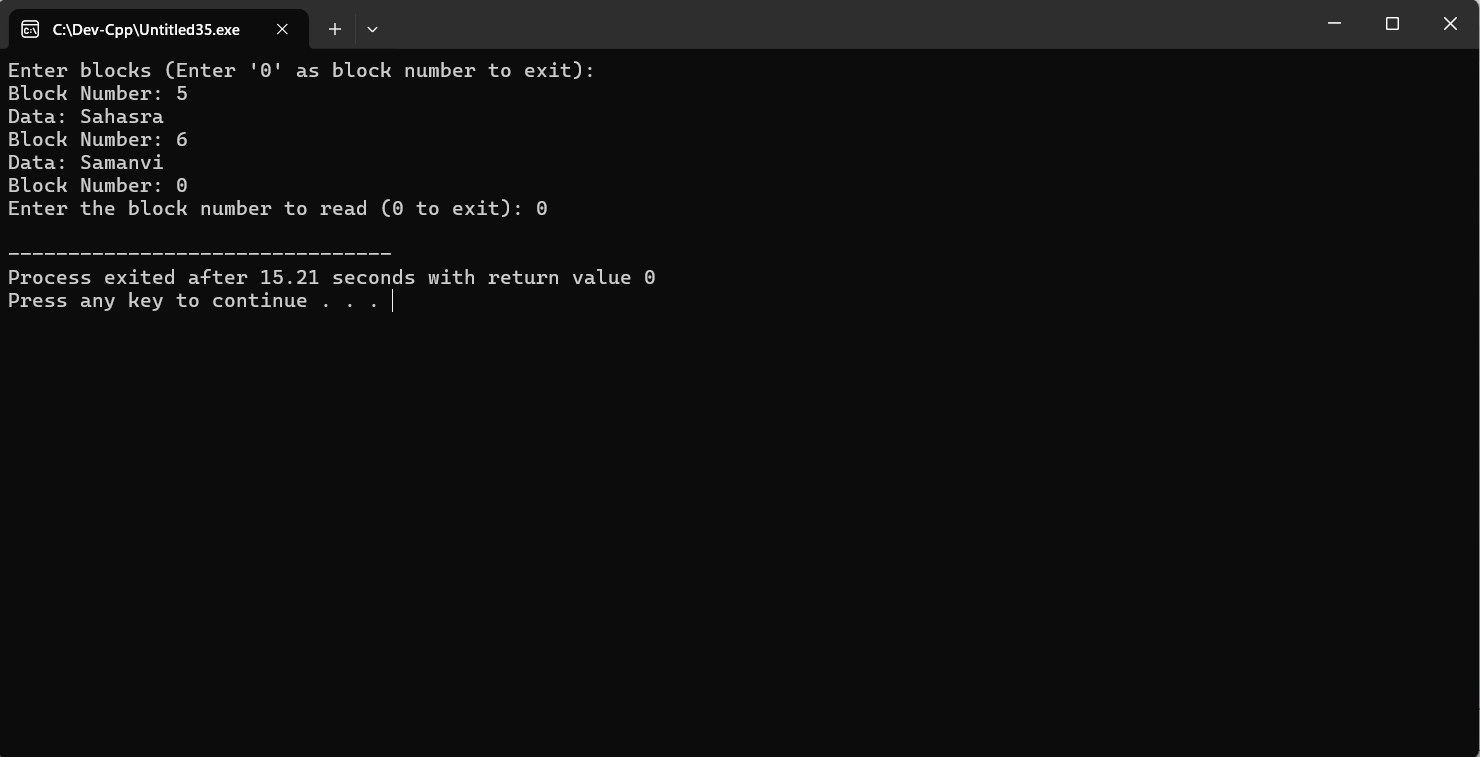 C:\Dev-Cpp\Untitled35.exe
Enter blocks (Enter '0' as block number to exit):
Block Number: 5
Data: Sahasra
Block Number: 6
Data: Samanvi
Block Number: 0
Enter the block number to read (0 to exit): 0
--------------------------------
Process exited after 15.21 seconds with return value 0
Press any key to continue . . .